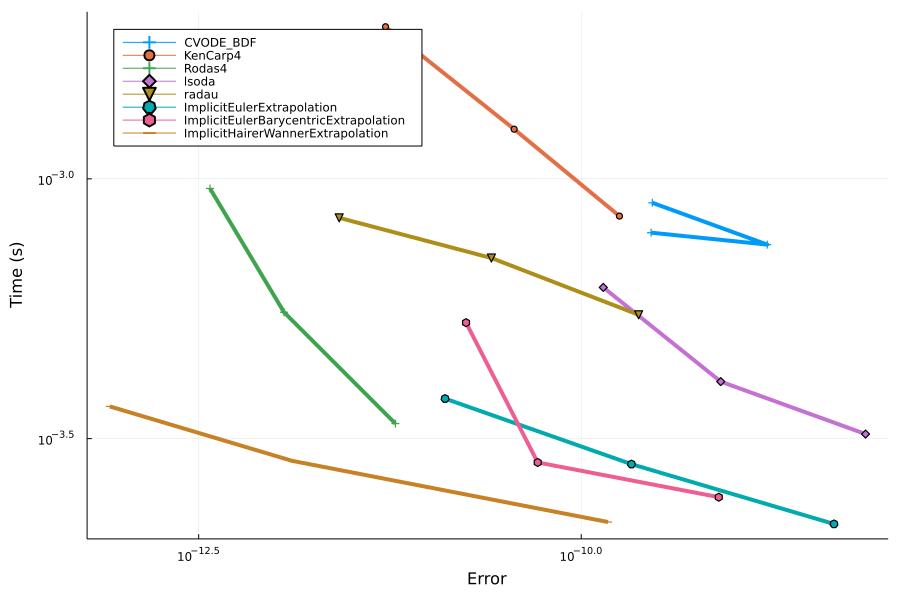 CVODE_BDF
KenCarp4
Rodas4
lsoda
radau
ImplicitEulerExtrapolation
ImplicitEulerBarycentricExtrapolation
ImplicitHairerWannerExtrapolation
10^-3.0
Time (s)
10^-3.5
10^-12.5
10^-10.0
Error